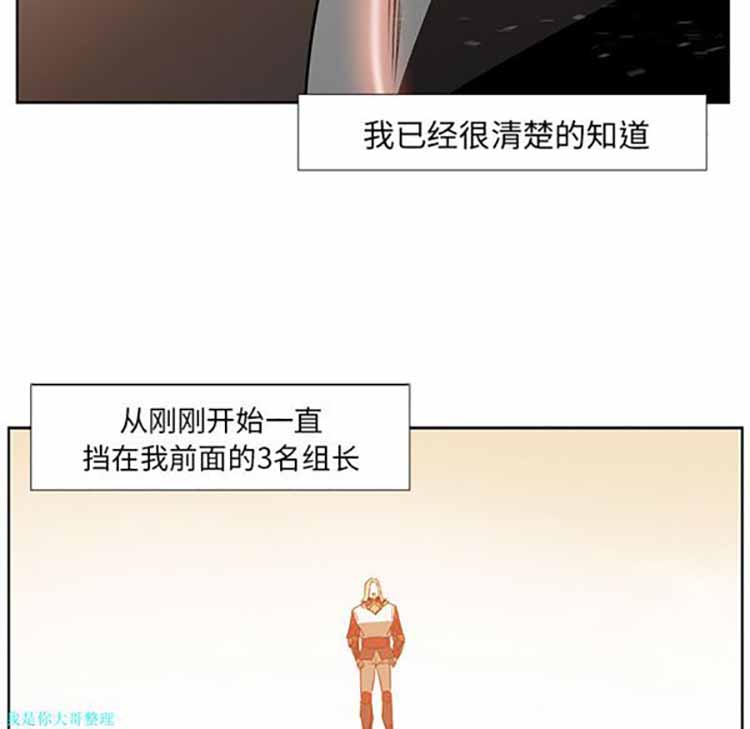 我已经很清楚的知道
从刚刚开始一直
挡在我前面的3名组长
我是你大哥整理